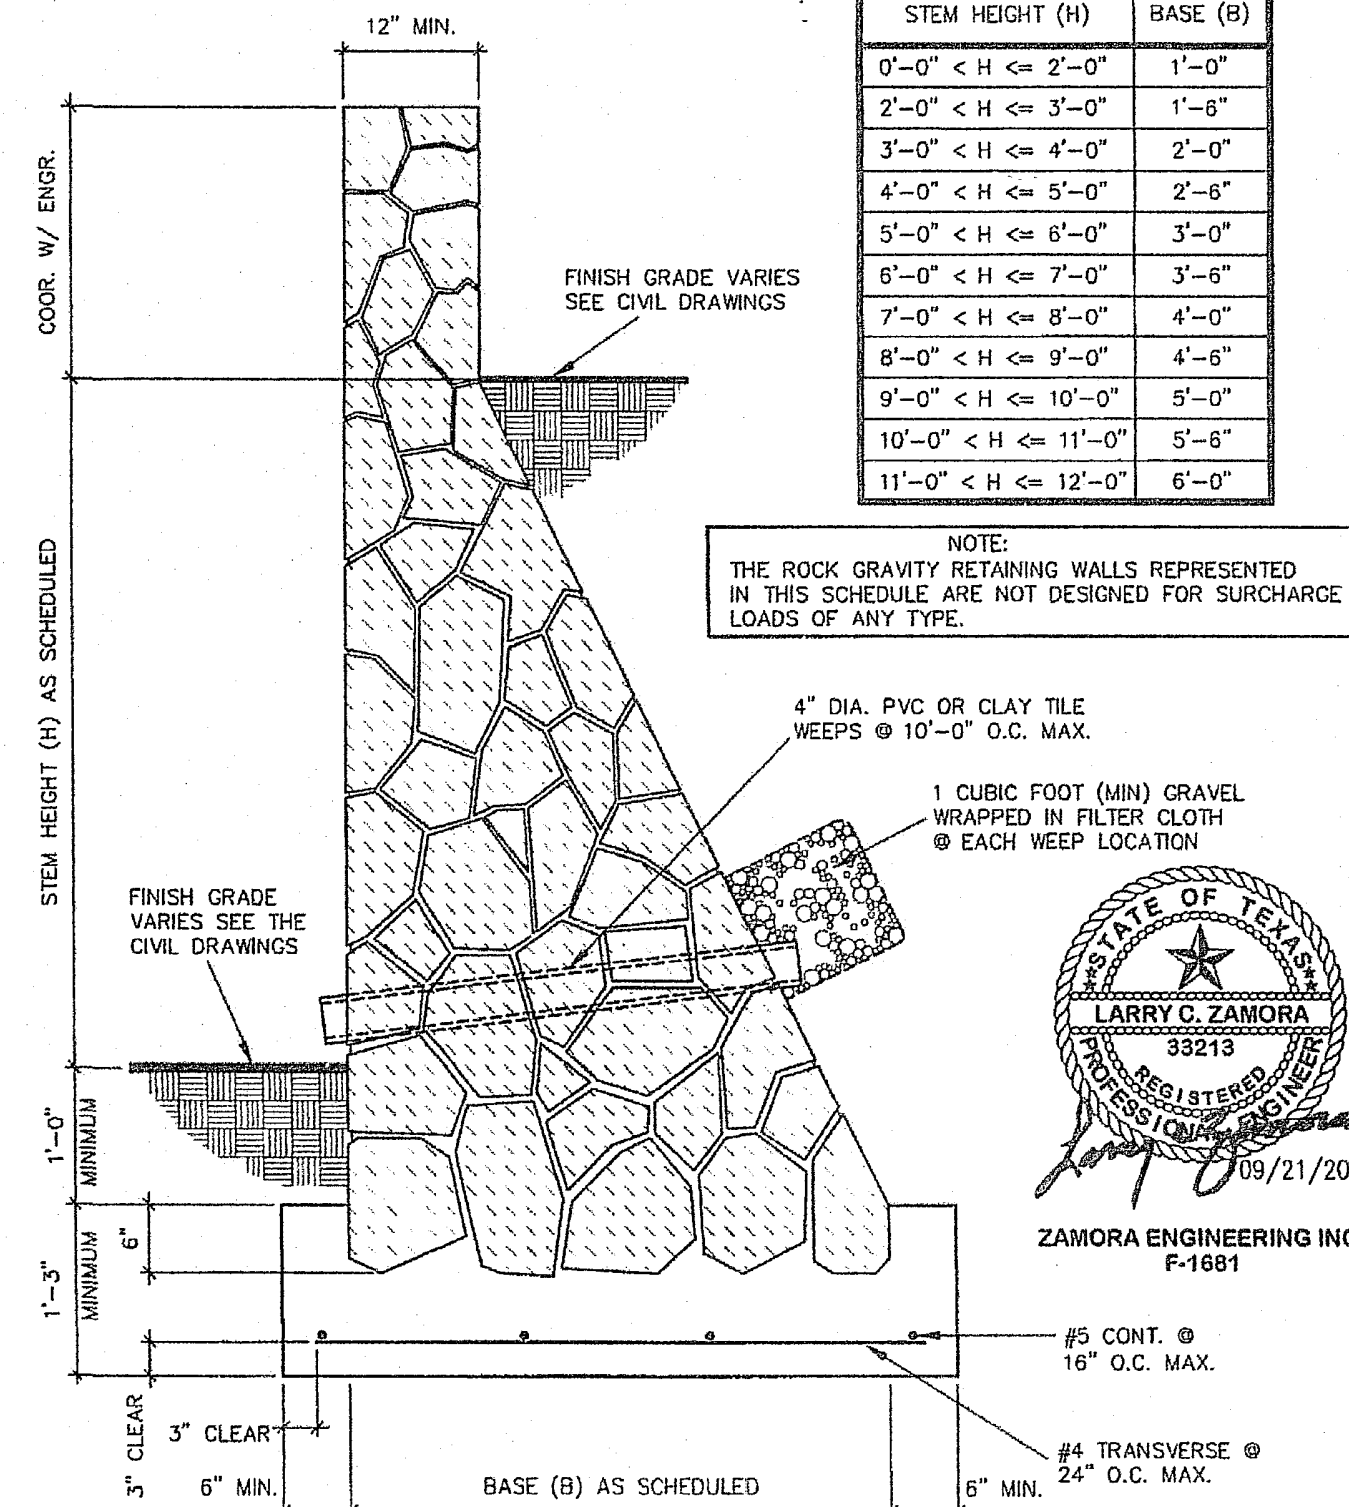 12" MIN.
STEM HEIGHT (H) BASE (B)
0'-0" < H <= 2'-0" 1'-0"
2'-0" < H <= 3'-0" 1'-6"
3'-0" < H <= 4'-0" 2'-0"
4'-0" < H <= 5'-0" 2'-6"
5'-0" < H <= 6'-0" 3'-0"
6'-0" < H <= 7'-0" 3'-6"
7'-0" < H <= 8'-0" 4'-0"
8'-0" < H <= 9'-0" 4'-6"
9'-0" < H <= 10'-0" 5'-0"
10'-0" < H <= 11'-0" 5'-6"
11'-0" < H <= 12'-0" 6'-0"
COOR. W/ ENGR.
FINISH GRADE VARIES
SEE CIVIL DRAWINGS
NOTE:
THE ROCK GRAVITY RETAINING WALLS REPRESENTED
IN THIS SCHEDULE ARE NOT DESIGNED FOR SURCHARGE
LOADS OF ANY TYPE.
STEM HEIGHT (H) AS SCHEDULED
4" DIA. PVC OR CLAY TILE
WEEPS @ 10'-0" O.C. MAX.
1 CUBIC FOOT (MIN) GRAVEL
WRAPPED IN FILTER CLOTH
@ EACH WEEP LOCATION
FINISH GRADE
VARIES SEE THE
CIVIL DRAWINGS
STATE OF TEXAS
LARRY C. ZAMORA
33213
REGISTERED
PROFESSIONAL ENGINEER
09/21/20
ZAMORA ENGINEERING INC
F-1681
1'-0"
MINIMUM
1'-3"
MINIMUM
6"
#5 CONT. @
16" O.C. MAX.
3" CLEAR
3" CLEAR
#4 TRANSVERSE @
24" O.C. MAX.
6" MIN.
BASE (B) AS SCHEDULED
6" MIN.